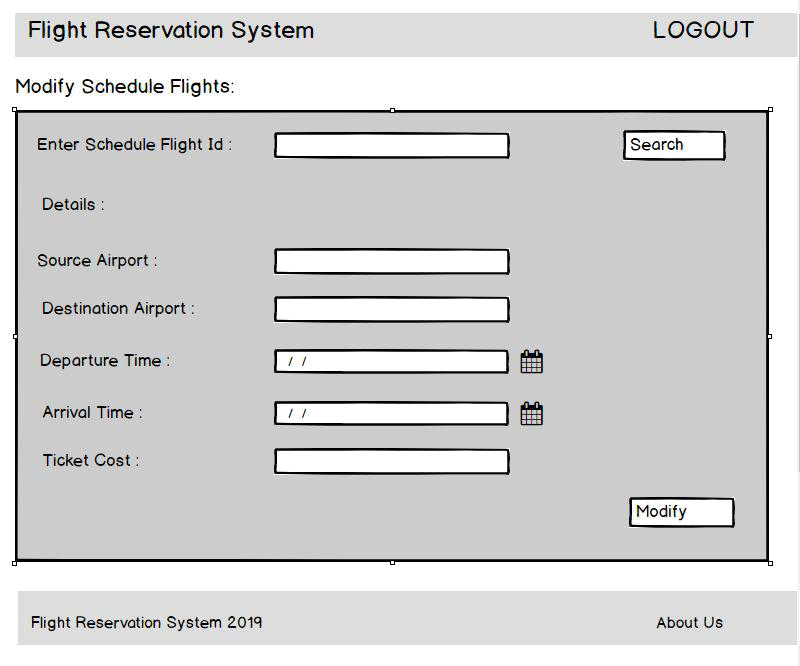 Flight Reservation System LOGOUT
Modify Schedule Flights:
Enter Schedule Flight Id : Search
Details :
Source Airport :
Destination Airport :
Departure Time : / /
Arrival Time : / /
Ticket Cost :
Modify
Flight Reservation System 2019 About Us